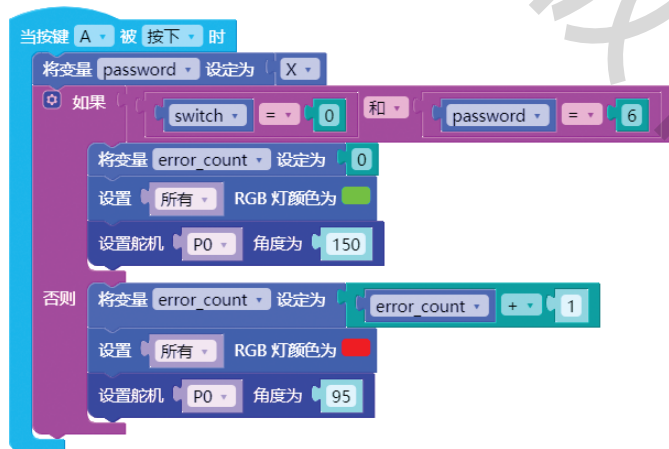 当按键 A 被 按下 时
将变量 password 设定为 X
如果 switch = 0 和 password = 6
将变量 error_count 设定为 0
设置 所有 RGB 灯颜色为
设置舵机 P0 角度为 150
否则 将变量 error_count 设定为 error_count + 1
设置 所有 RGB 灯颜色为
设置舵机 P0 角度为 95